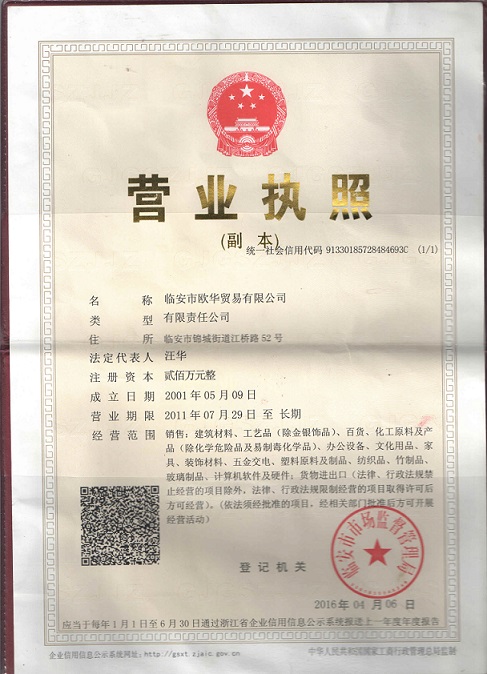 营业执照
(副 本)
统一社会信用代码 91330185728484693C (1/1)
名 称 临安市欧华贸易有限公司
类 型 有限责任公司
住 所 临安市锦城街道江桥路52号
法定代表人 汪华
注册资本 贰佰万元整
成立日期 2001年05月09日
营业期限 2011年07月29日至长期
经营范围 销售:建筑材料、工艺品(除金银饰品)、百货、化工原料及产
品(除化学危险品及易制毒化学品)、办公设备、文化用品、家
具、装饰材料、五金交电、塑料原料及制品、纺织品、竹制品、
玻璃制品、计算机软件及硬件;货物进出口(法律、行政法规禁
止经营的项目除外,法律、行政法规限制经营的项目取得许可后
方可经营)。(依法须经批准的项目,经相关部门批准后方可开展
经营活动)
登记机关
临安市市场监督管理局
2016年04月06日
应当于每年1月1日至6月30日通过浙江省企业信用信息公示系统报送上一年度年度报告
企业信用信息公示系统网址:http://gsxt.zjaic.gov.cn
中华人民共和国国家工商行政管理总局监制